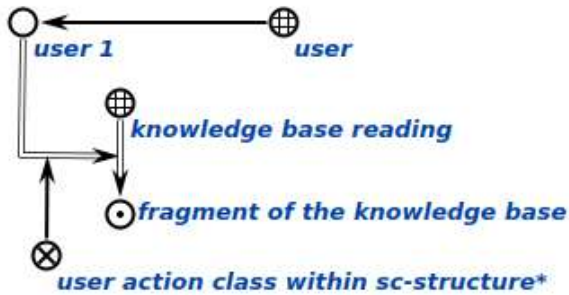 user 1
user
knowledge base reading
fragment of the knowledge base
user action class within sc-structure*